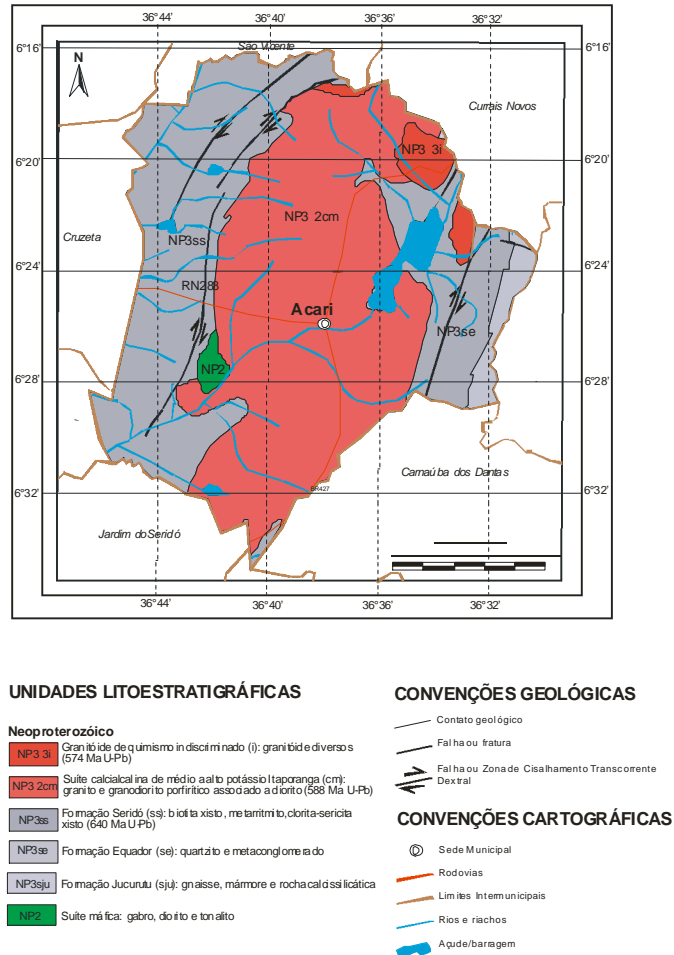 36°44' 36°40' 36°36' 36°32'
6°16' São Vicente 6°16'
N
Currais Novos
NP3 3i
6°20' 6°20'
NP3 2cm
Cruzeta NP3ss
6°24' 6°24'
RN288
Acari
NP3se
NP2
6°28' 6°28'
Carnaúba dos Dantas
6°32' BR427 6°32'
Jardim do Seridó
36°44' 36°40' 36°36' 36°32'
UNIDADES LITOESTRATIGRÁFICAS
Neoproterozóico
NP3 3i Granitóide de quimismo indiscriminado (i): granitóide diversos
(574 Ma U-Pb)
NP3 2cm Suíte calcialcalina de médio a alto potássio Itaporanga (cm):
granito e granodiorito porfirítico associado a diorito (588 Ma U-Pb)
NP3ss Formação Seridó (ss): biotita xisto, metarritmito, clorita-sericita
xisto (640 Ma U-Pb)
NP3se Formação Equador (se): quartzito e metaconglomerado
NP3sju Formação Jucurutu (sju): gnaisse, mármore e rocha calcissilicática
NP2 Suíte máfica: gabro, diorito e tonalito
CONVENÇÕES GEOLÓGICAS
Contato geológico
Falha ou fratura
Falha ou Zona de Cisalhamento Transcorrente
Dextral
CONVENÇÕES CARTOGRÁFICAS
Sede Municipal
Rodovias
Limites Intermunicipais
Rios e riachos
Açude/barragem